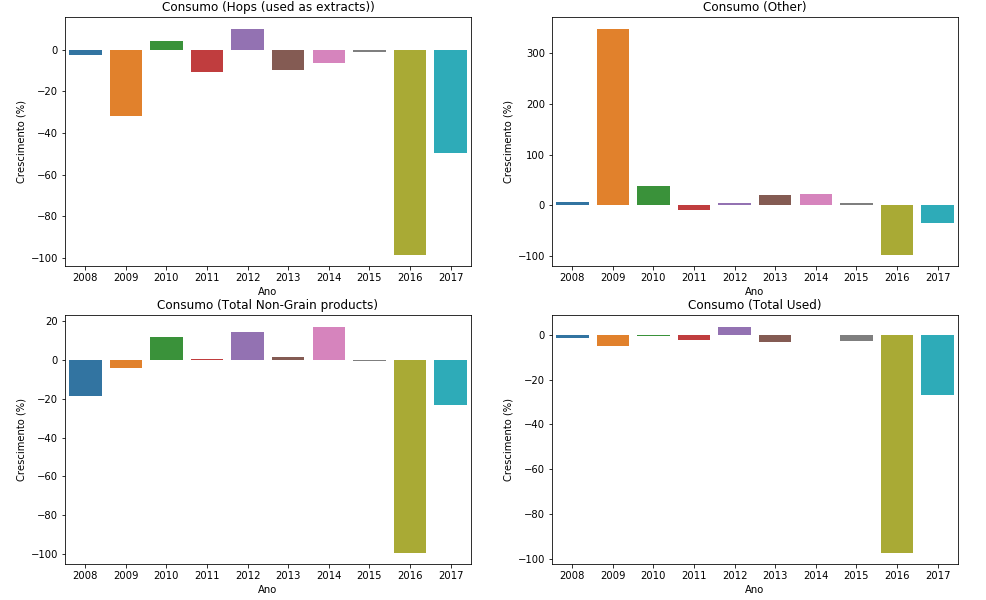 Consumo (Hops (used as extracts))
Crescimento (%)
0
−20
−40
−60
−80
−100
2008 2009 2010 2011 2012 2013 2014 2015 2016 2017
Ano
Consumo (Other)
Crescimento (%)
300
200
100
0
−100
2008 2009 2010 2011 2012 2013 2014 2015 2016 2017
Ano
Consumo (Total Non-Grain products)
Crescimento (%)
20
0
−20
−40
−60
−80
−100
2008 2009 2010 2011 2012 2013 2014 2015 2016 2017
Ano
Consumo (Total Used)
Crescimento (%)
0
−20
−40
−60
−80
−100
2008 2009 2010 2011 2012 2013 2014 2015 2016 2017
Ano